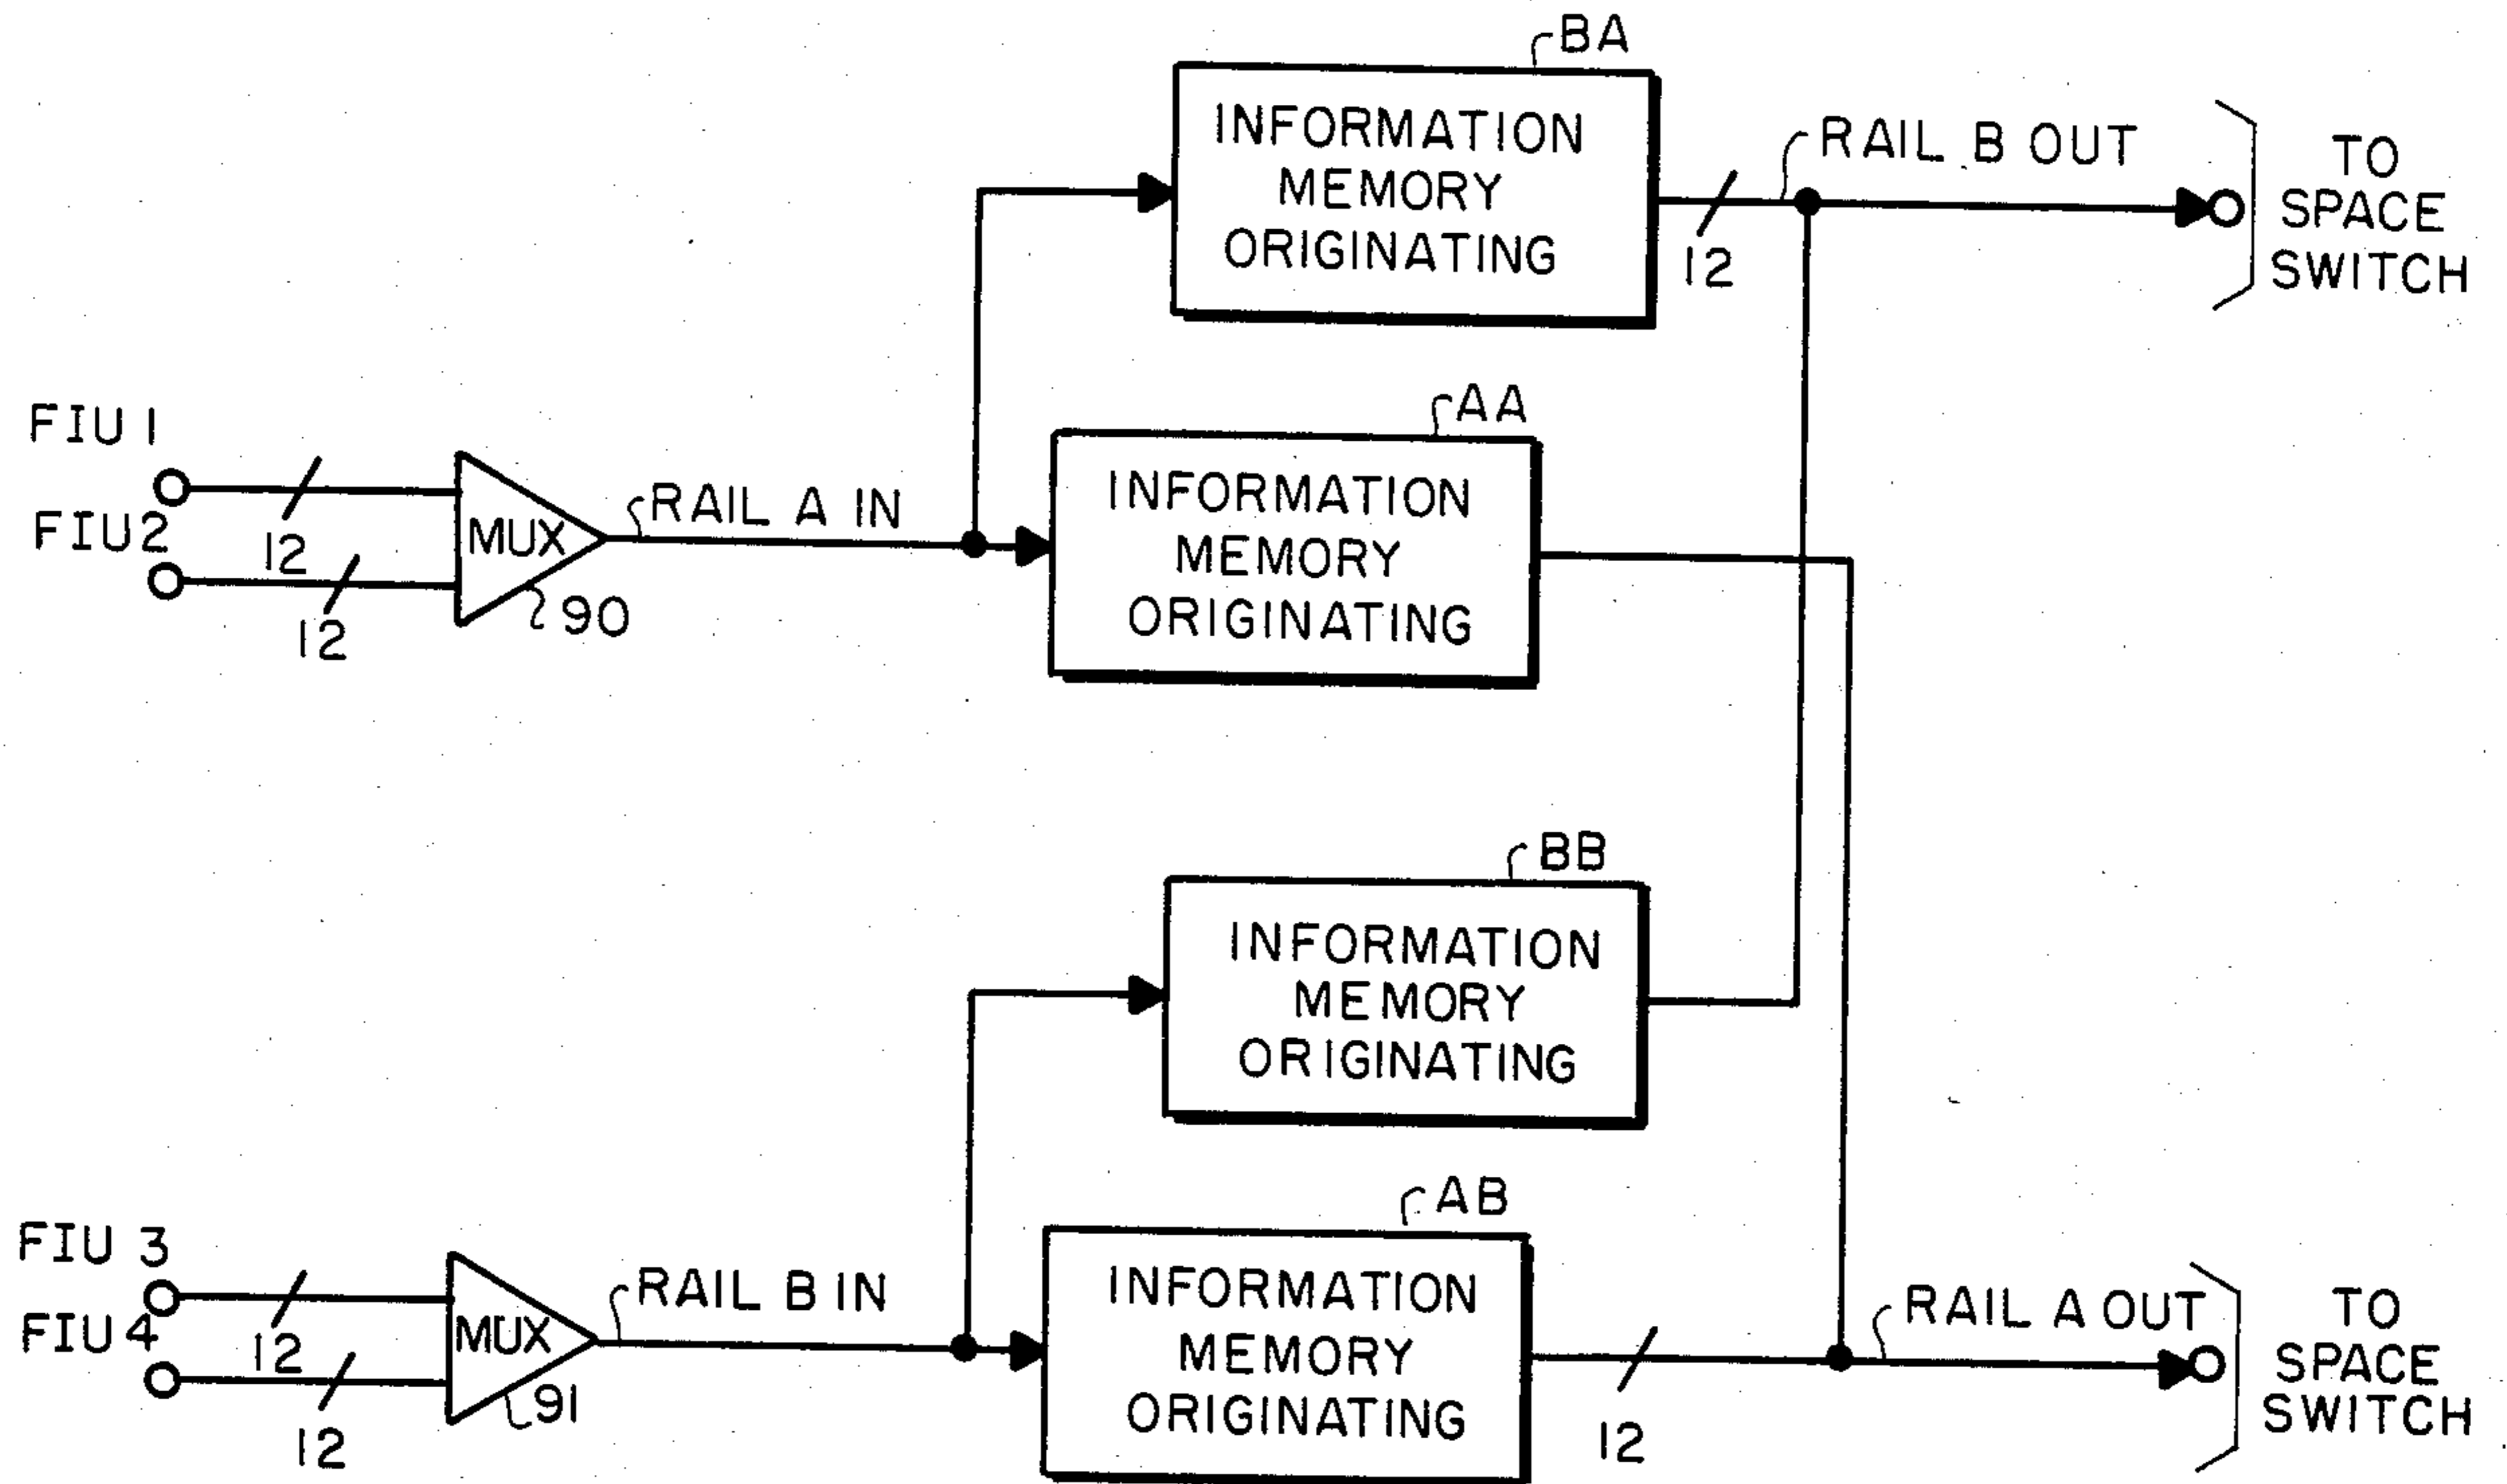 BA
INFORMATION
MEMORY
ORIGINATING
RAIL B OUT
12
TO
SPACE
SWITCH
FIU 1
FIU2
12
12
MUX
90
RAIL A IN
AA
INFORMATION
MEMORY
ORIGINATING
BB
INFORMATION
MEMORY
ORIGINATING
FIU 3
FIU 4
12
12
MUX
91
RAIL B IN
AB
INFORMATION
MEMORY
ORIGINATING
12
RAIL A OUT
TO
SPACE
SWITCH